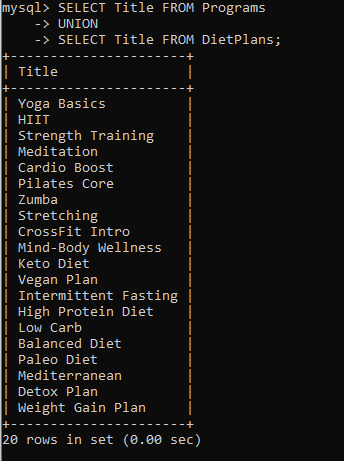 mysql> SELECT Title FROM Programs
    -> UNION
    -> SELECT Title FROM DietPlans;
+----------------------+
| Title                |
+----------------------+
| Yoga Basics          |
| HIIT                 |
| Strength Training    |
| Meditation           |
| Cardio Boost         |
| Pilates Core         |
| Zumba                |
| Stretching           |
| CrossFit Intro       |
| Mind-Body Wellness   |
| Keto Diet            |
| Vegan Plan           |
| Intermittent Fasting |
| High Protein Diet    |
| Low Carb             |
| Balanced Diet        |
| Paleo Diet           |
| Mediterranean        |
| Detox Plan           |
| Weight Gain Plan     |
+----------------------+
20 rows in set (0.00 sec)